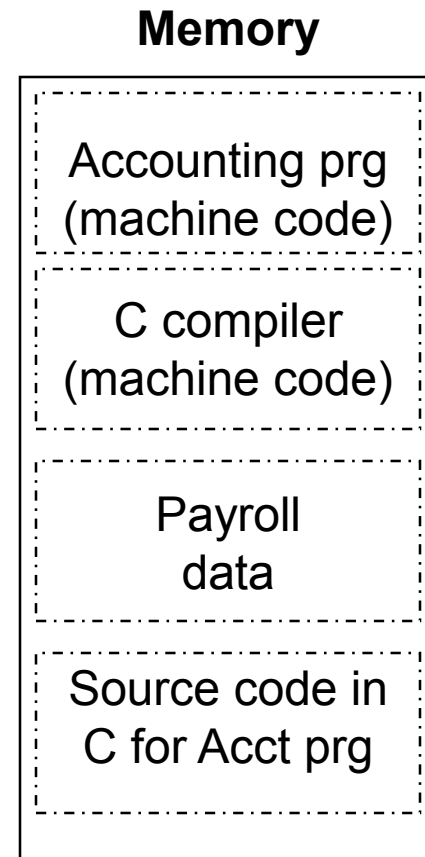 Memory
Accounting prg
(machine code)
C compiler
(machine code)
Payroll
data
Source code in
C for Acct prg